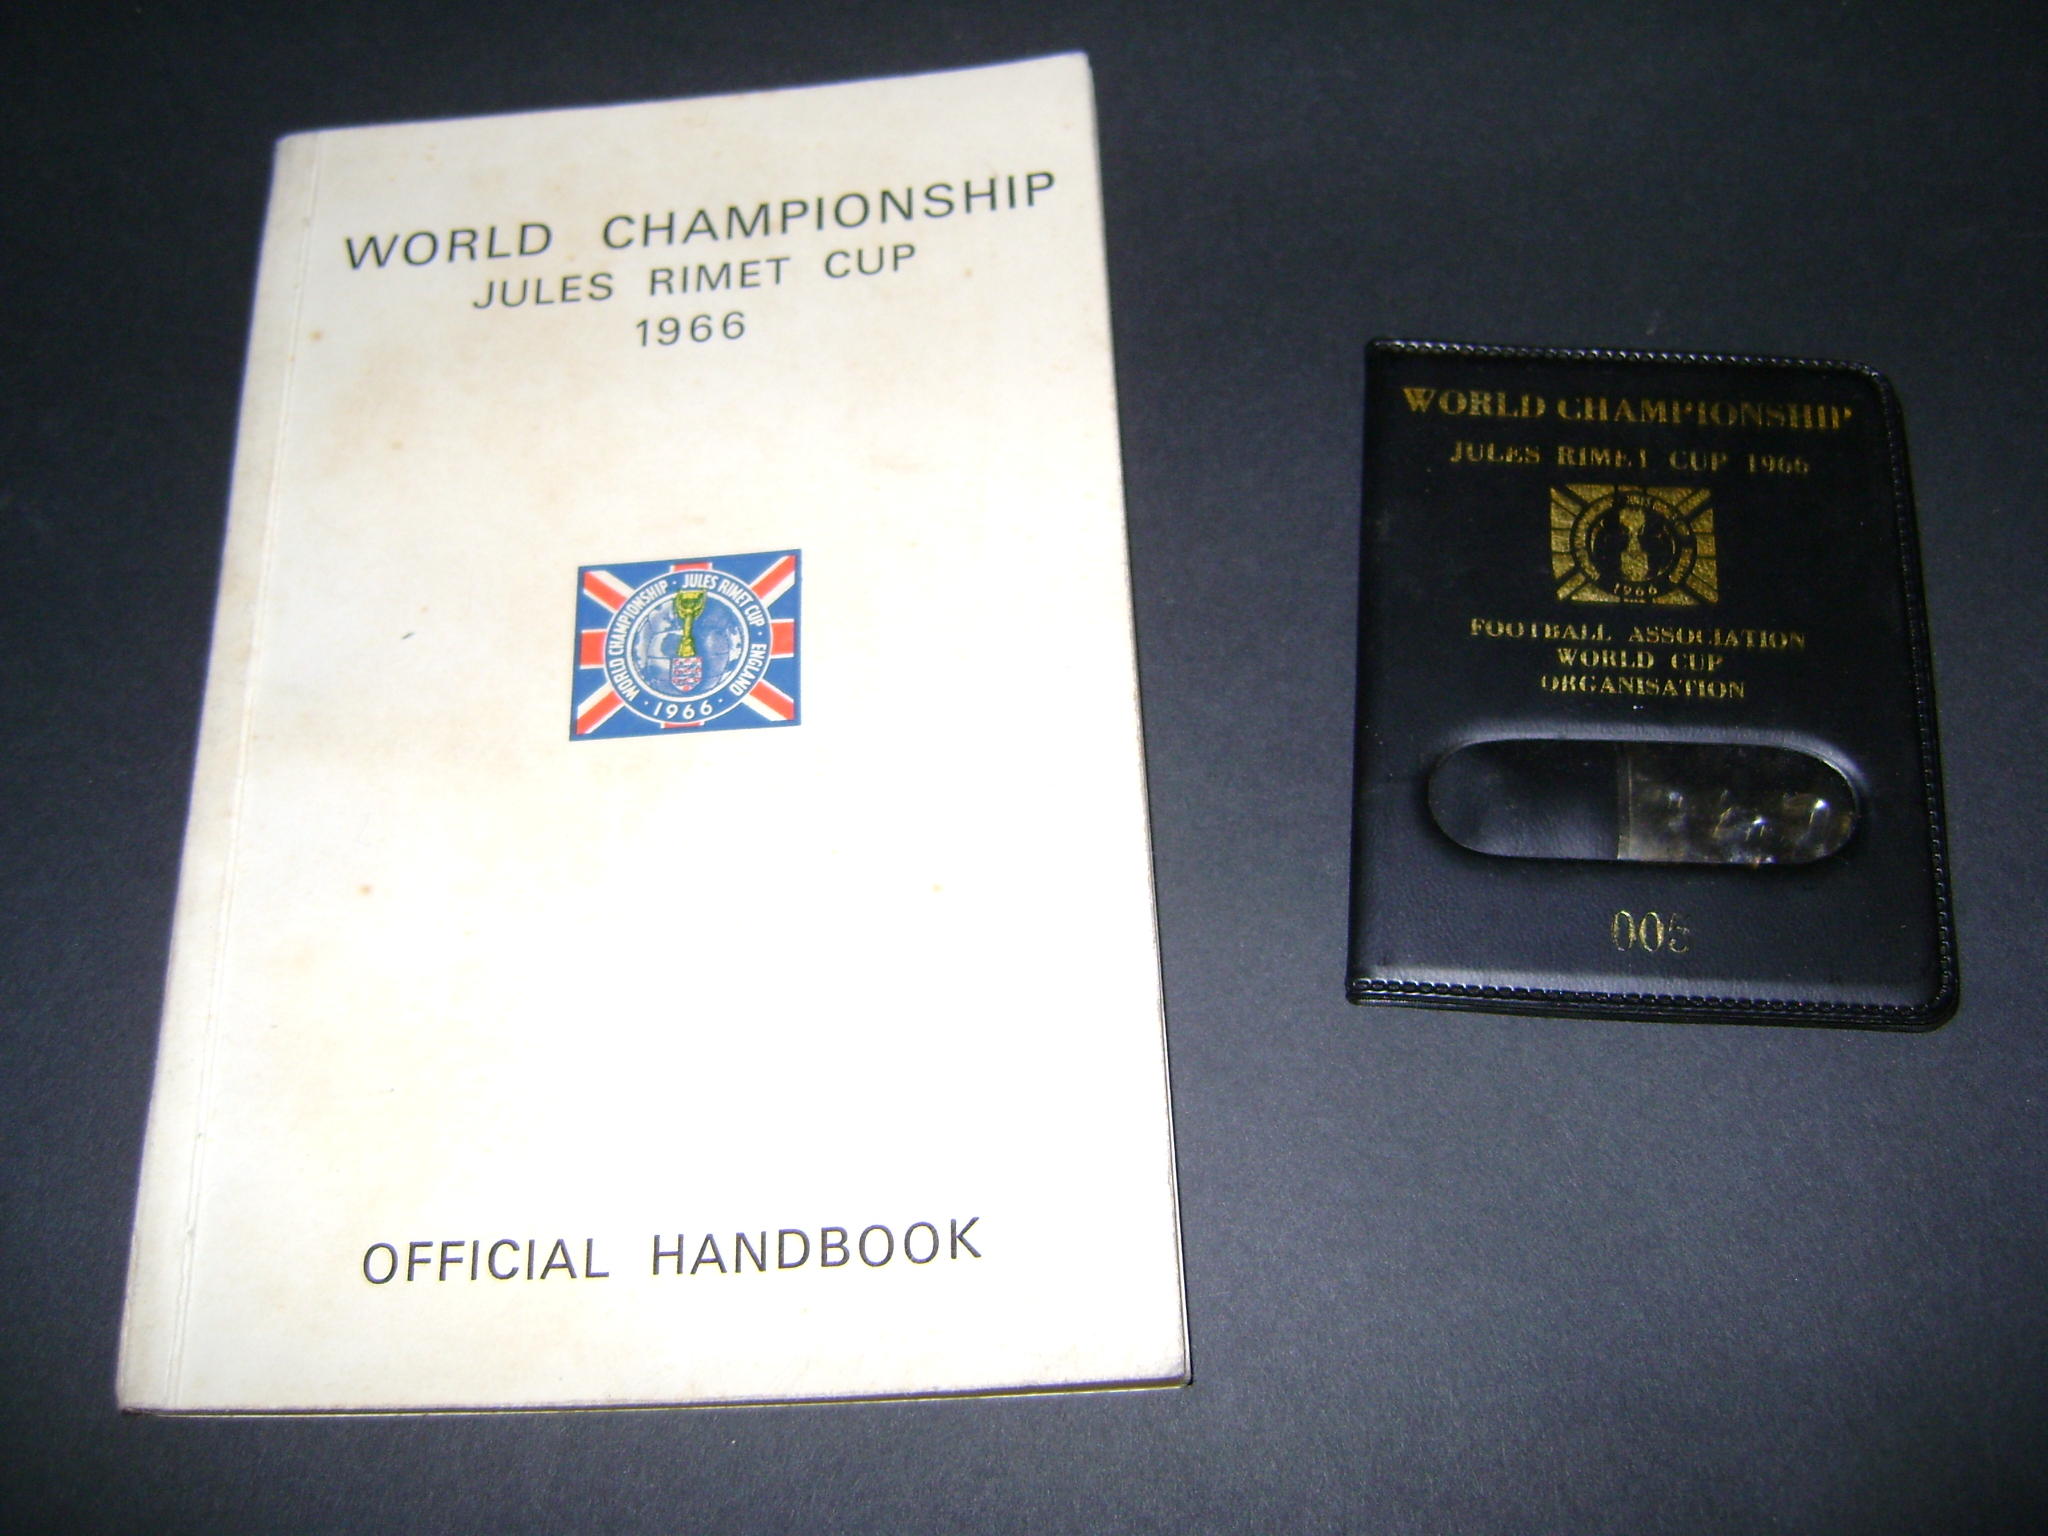 WORLD CHAMPIONSHIP
JULES RIMET CUP
1966
WORLD CHAMPIONSHIP · JULES RIMET CUP · ENGLAND
· 1966 ·
OFFICIAL HANDBOOK
WORLD CHAMPIONSHIP
JULES RIMET CUP 1966
1966
FOOTBALL ASSOCIATION
WORLD CUP
ORGANISATION
005